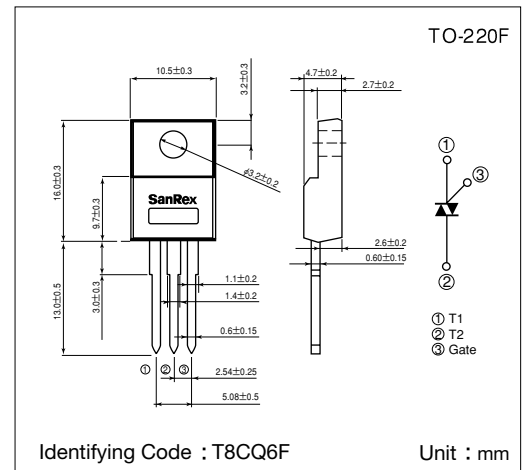 TO-220F
10.5±0.3
3.2±0.3
4.7±0.2
2.7±0.2
16.0±0.3
9.7±0.3
φ3.2±0.2
SanRex
13.0±0.5
3.0±0.3
1.1±0.2
1.4±0.2
0.6±0.15
2.6±0.2
0.60±0.15
① ② ③
2.54±0.25
5.08±0.5
①
③
②
① T1
② T2
③ Gate
Identifying Code：T8CQ6F
Unit：mm